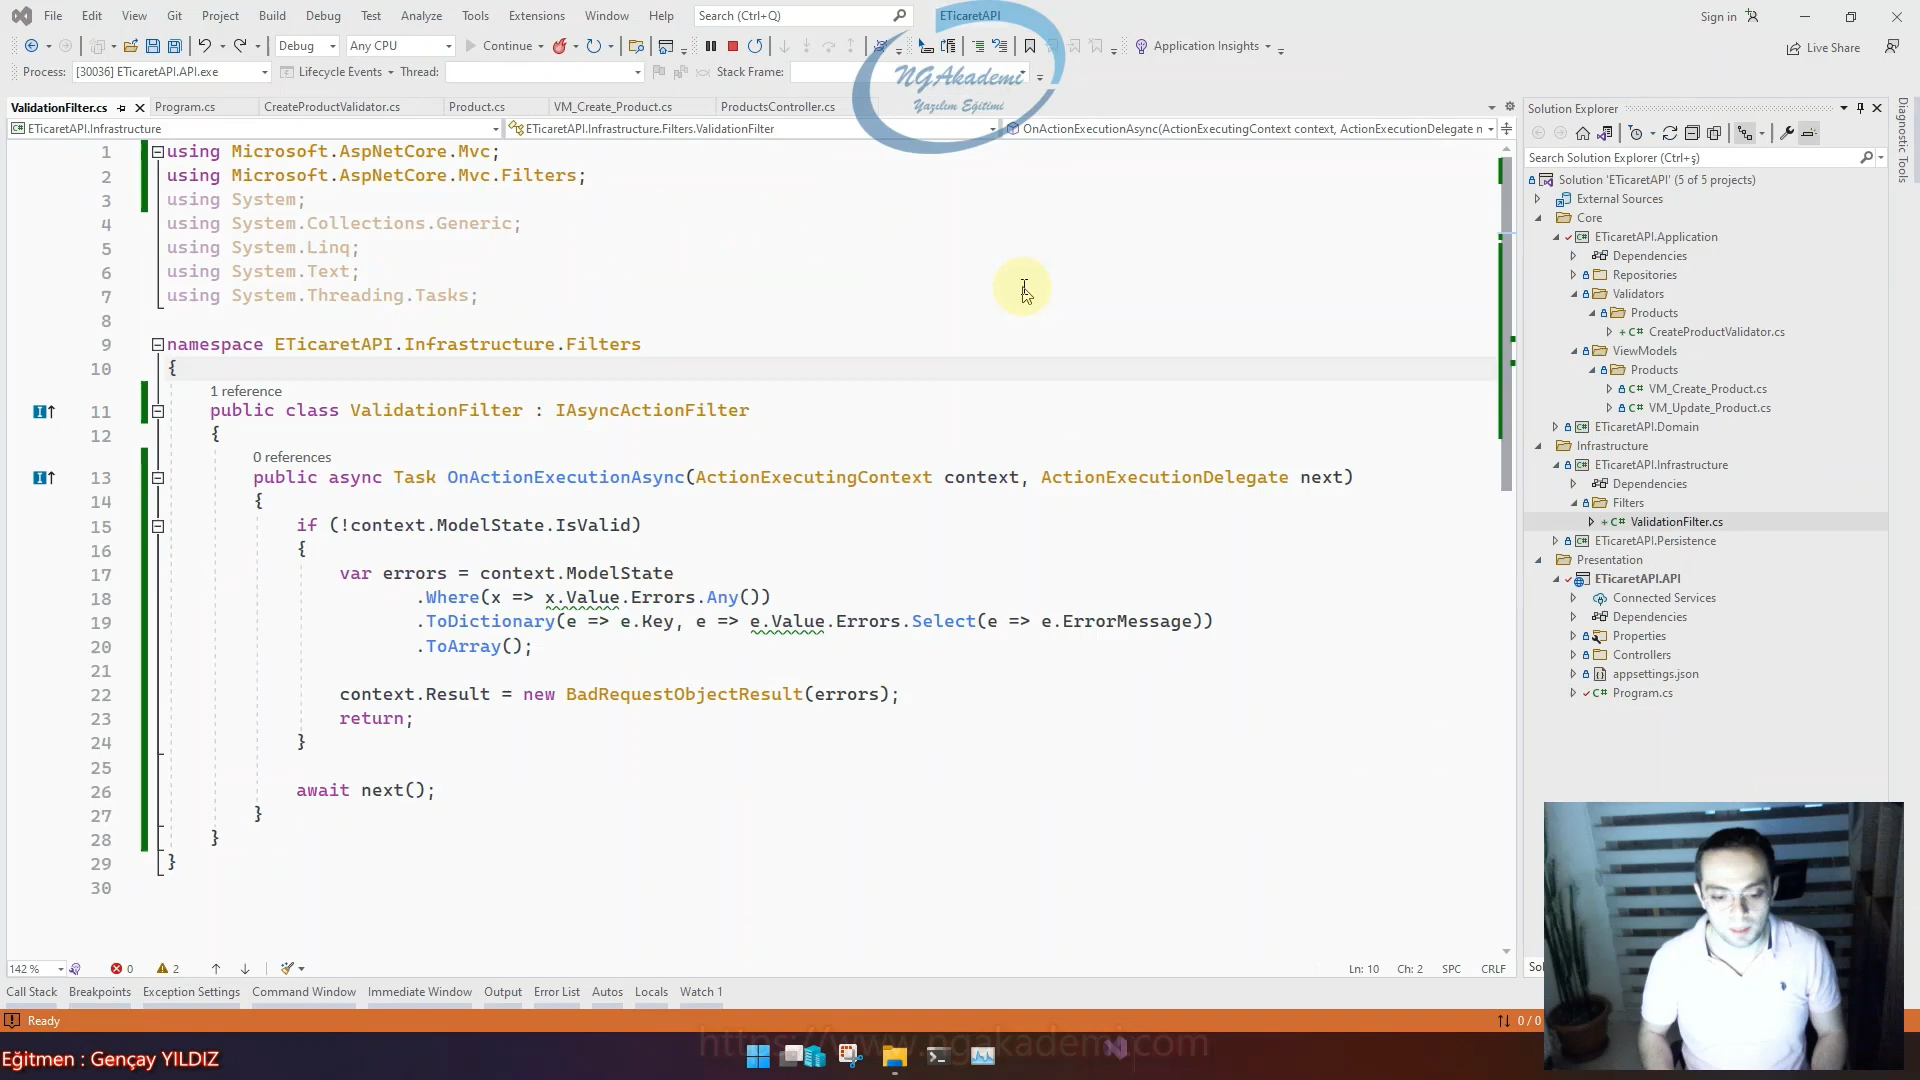 File Edit View Git Project Build Debug Test Analyze Tools Extensions Window Help Search (Ctrl+Q) ETicaretAPI Sign in
Debug Any CPU Continue Application Insights Live Share
Process: [30036] ETicaretAPI.API.exe Lifecycle Events Thread: Stack Frame:
NGAkademi
Yazılım Eğitimi
ValidationFilter.cs Program.cs CreateProductValidator.cs Product.cs VM_Create_Product.cs ProductsController.cs
ETicaretAPI.Infrastructure ETicaretAPI.Infrastructure.Filters.ValidationFilter OnActionExecutionAsync(ActionExecutingContext context, ActionExecutionDelegate n
1 using Microsoft.AspNetCore.Mvc;
2 using Microsoft.AspNetCore.Mvc.Filters;
3 using System;
4 using System.Collections.Generic;
5 using System.Linq;
6 using System.Text;
7 using System.Threading.Tasks;
8
9 namespace ETicaretAPI.Infrastructure.Filters
10 {
1 reference
11 public class ValidationFilter : IAsyncActionFilter
12 {
0 references
13 public async Task OnActionExecutionAsync(ActionExecutingContext context, ActionExecutionDelegate next)
14 {
15 if (!context.ModelState.IsValid)
16 {
17 var errors = context.ModelState
18 .Where(x => x.Value.Errors.Any())
19 .ToDictionary(e => e.Key, e => e.Value.Errors.Select(e => e.ErrorMessage))
20 .ToArray();
21
22 context.Result = new BadRequestObjectResult(errors);
23 return;
24 }
25
26 await next();
27 }
28 }
29 }
30
142 % 0 2 Ln: 10 Ch: 2 SPC CRLF
Call Stack Breakpoints Exception Settings Command Window Immediate Window Output Error List Autos Locals Watch 1
Ready 0 / 0
Solution Explorer
Search Solution Explorer (Ctrl+ş)
Solution 'ETicaretAPI' (5 of 5 projects)
External Sources
Core
ETicaretAPI.Application
Dependencies
Repositories
Validators
Products
CreateProductValidator.cs
ViewModels
Products
VM_Create_Product.cs
VM_Update_Product.cs
ETicaretAPI.Domain
Infrastructure
ETicaretAPI.Infrastructure
Dependencies
Filters
ValidationFilter.cs
ETicaretAPI.Persistence
Presentation
ETicaretAPI.API
Connected Services
Dependencies
Properties
Controllers
appsettings.json
Program.cs
Sol
Diagnostic Tools
https://www.ngakademi.com
Eğitmen : Gençay YILDIZ